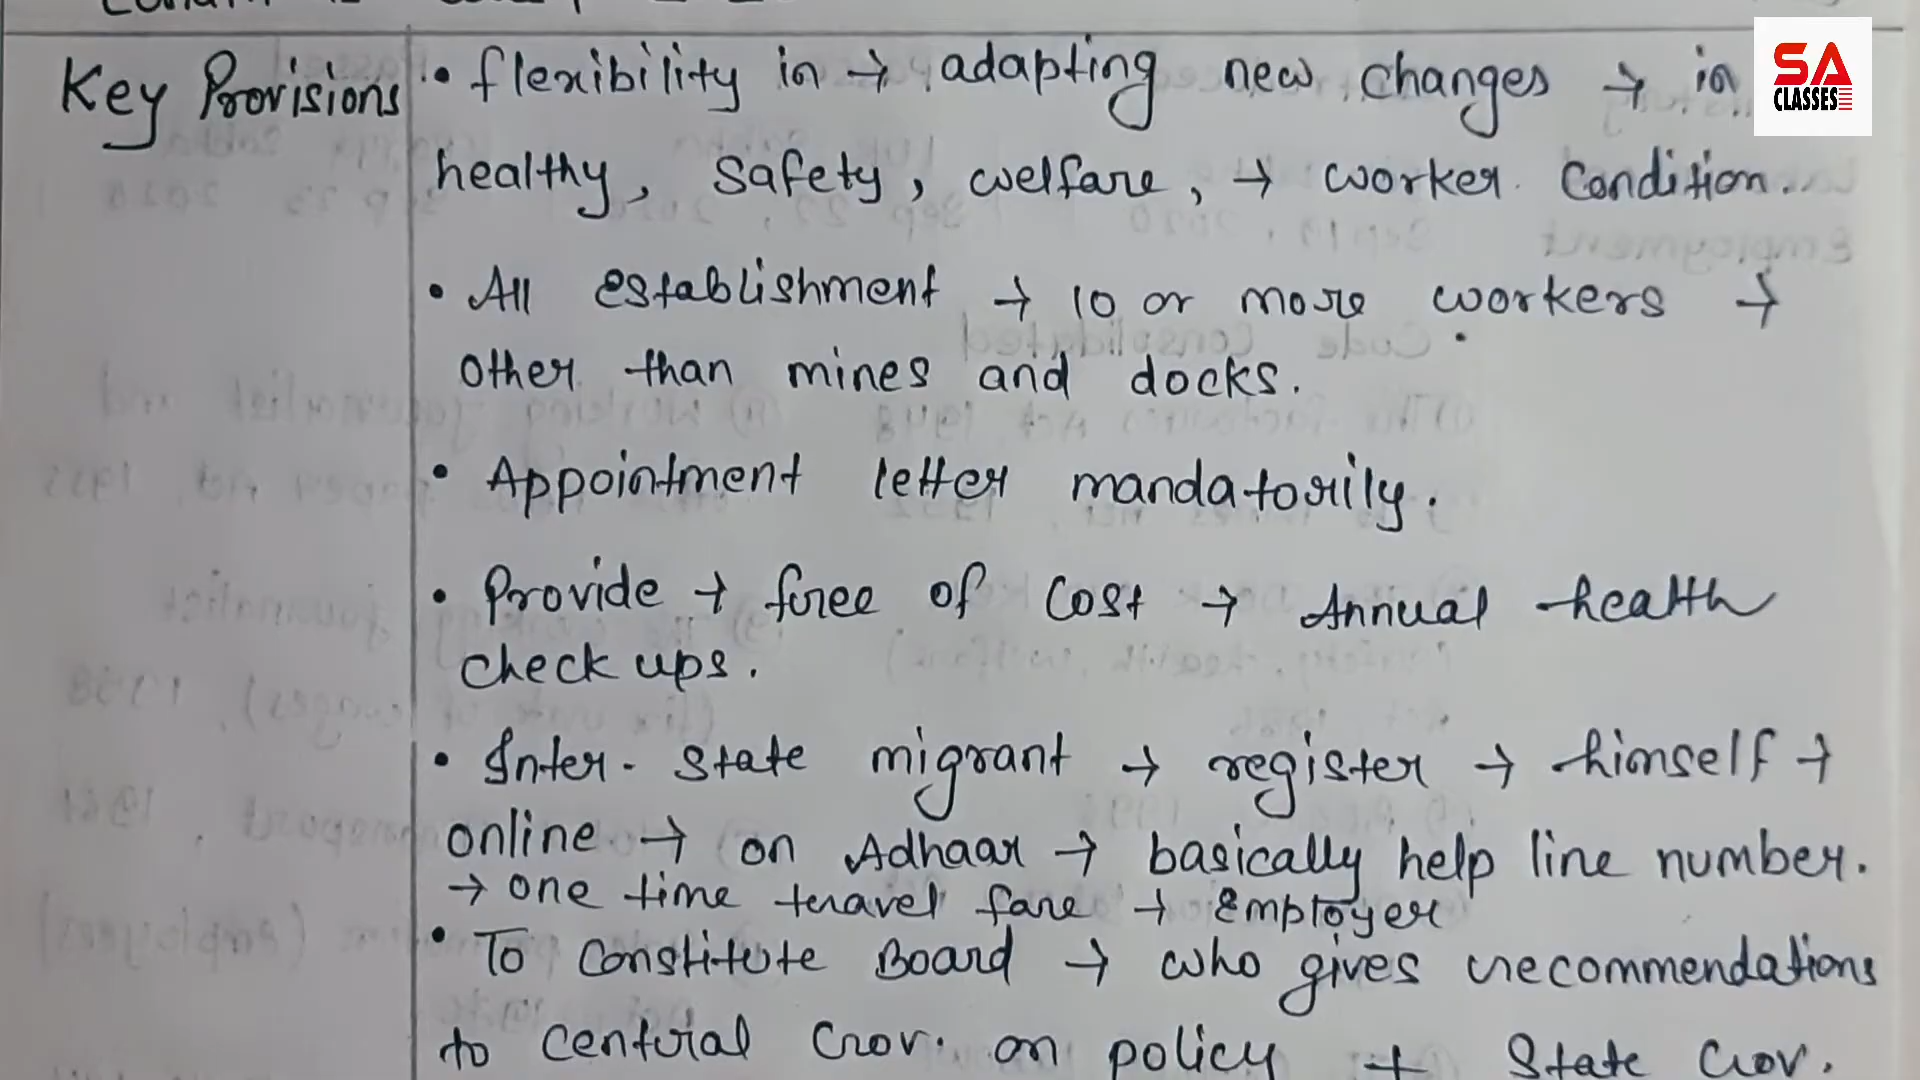 Key Provisions • flexibility in → adapting new changes → in
healthy, Safety, welfare, → worker Condition.
• All establishment → 10 or more workers →
other than mines and docks.
• Appointment letter mandatorily.
• Provide → free of Cost → Annual health
check ups.
• Inter-State migrant → register → himself →
online → on Adhaar → basically help line number.
→ one time travel fare → Employer
• To Constitute Board → who gives recommendations
to central Gov. on policy + State Gov.
SA
CLASSES